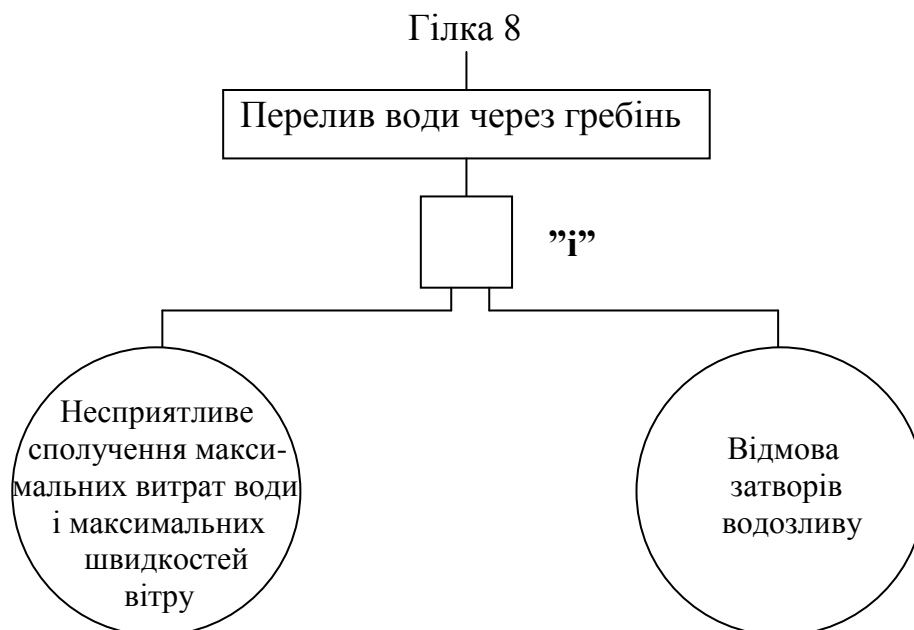 Гілка 8
Перелив води через гребінь
”і”
Несприятливе
сполучення макси-
мальних витрат води
і максимальних
швидкостей
вітру
Відмова
затворів
водозливу